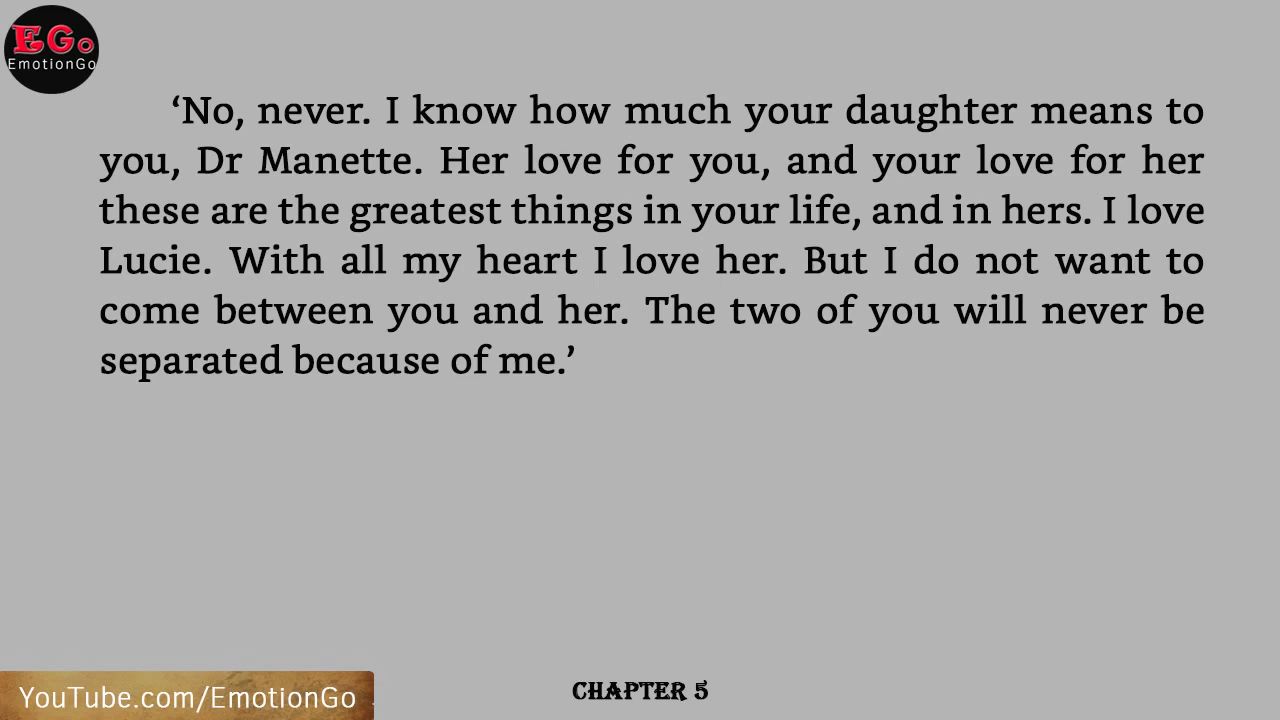 EGo
EmotionGo
‘No, never. I know how much your daughter means to
you, Dr Manette. Her love for you, and your love for her
these are the greatest things in your life, and in hers. I love
Lucie. With all my heart I love her. But I do not want to
come between you and her. The two of you will never be
separated because of me.’
YouTube.com/EmotionGo
CHAPTER 5